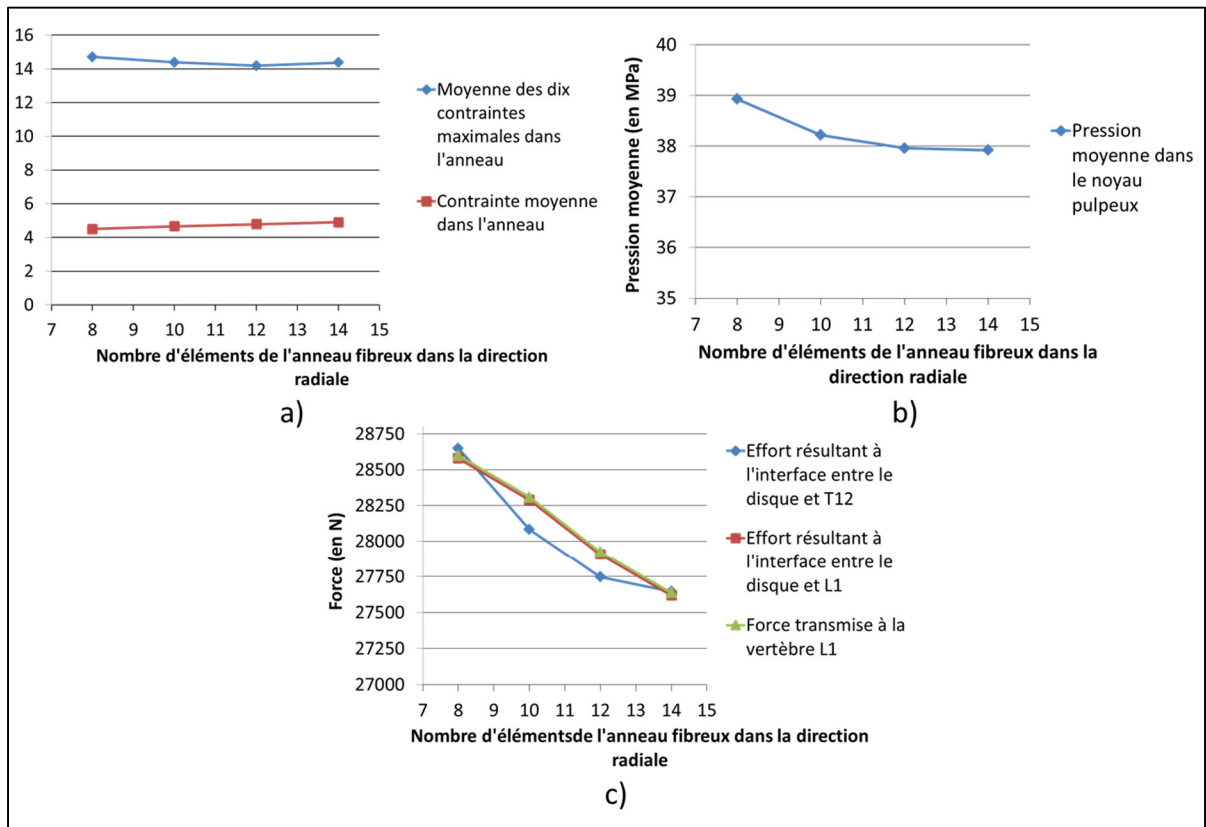 16
14
12
10
8
6
4
2
0
7 8 9 10 11 12 13 14 15
Nombre d'éléments de l'anneau fibreux dans la direction
radiale
Moyenne des dix
contraintes
maximales dans
l'anneau
Contrainte moyenne
dans l'anneau
a)
Pression moyenne (en MPa)
40
39
38
37
36
35
7 8 9 10 11 12 13 14 15
Nombre d'éléments de l'anneau fibreux dans la
direction radiale
Pression
moyenne dans
le noyau
pulpeux
b)
Force (en N)
28750
28500
28250
28000
27750
27500
27250
27000
7 8 9 10 11 12 13 14 15
Nombre d'élémentsde l'anneau fibreux dans la direction
radiale
Effort résultant à
l'interface entre le
disque et T12
Effort résultant à
l'interface entre le
disque et L1
Force transmise à la
vertèbre L1
c)